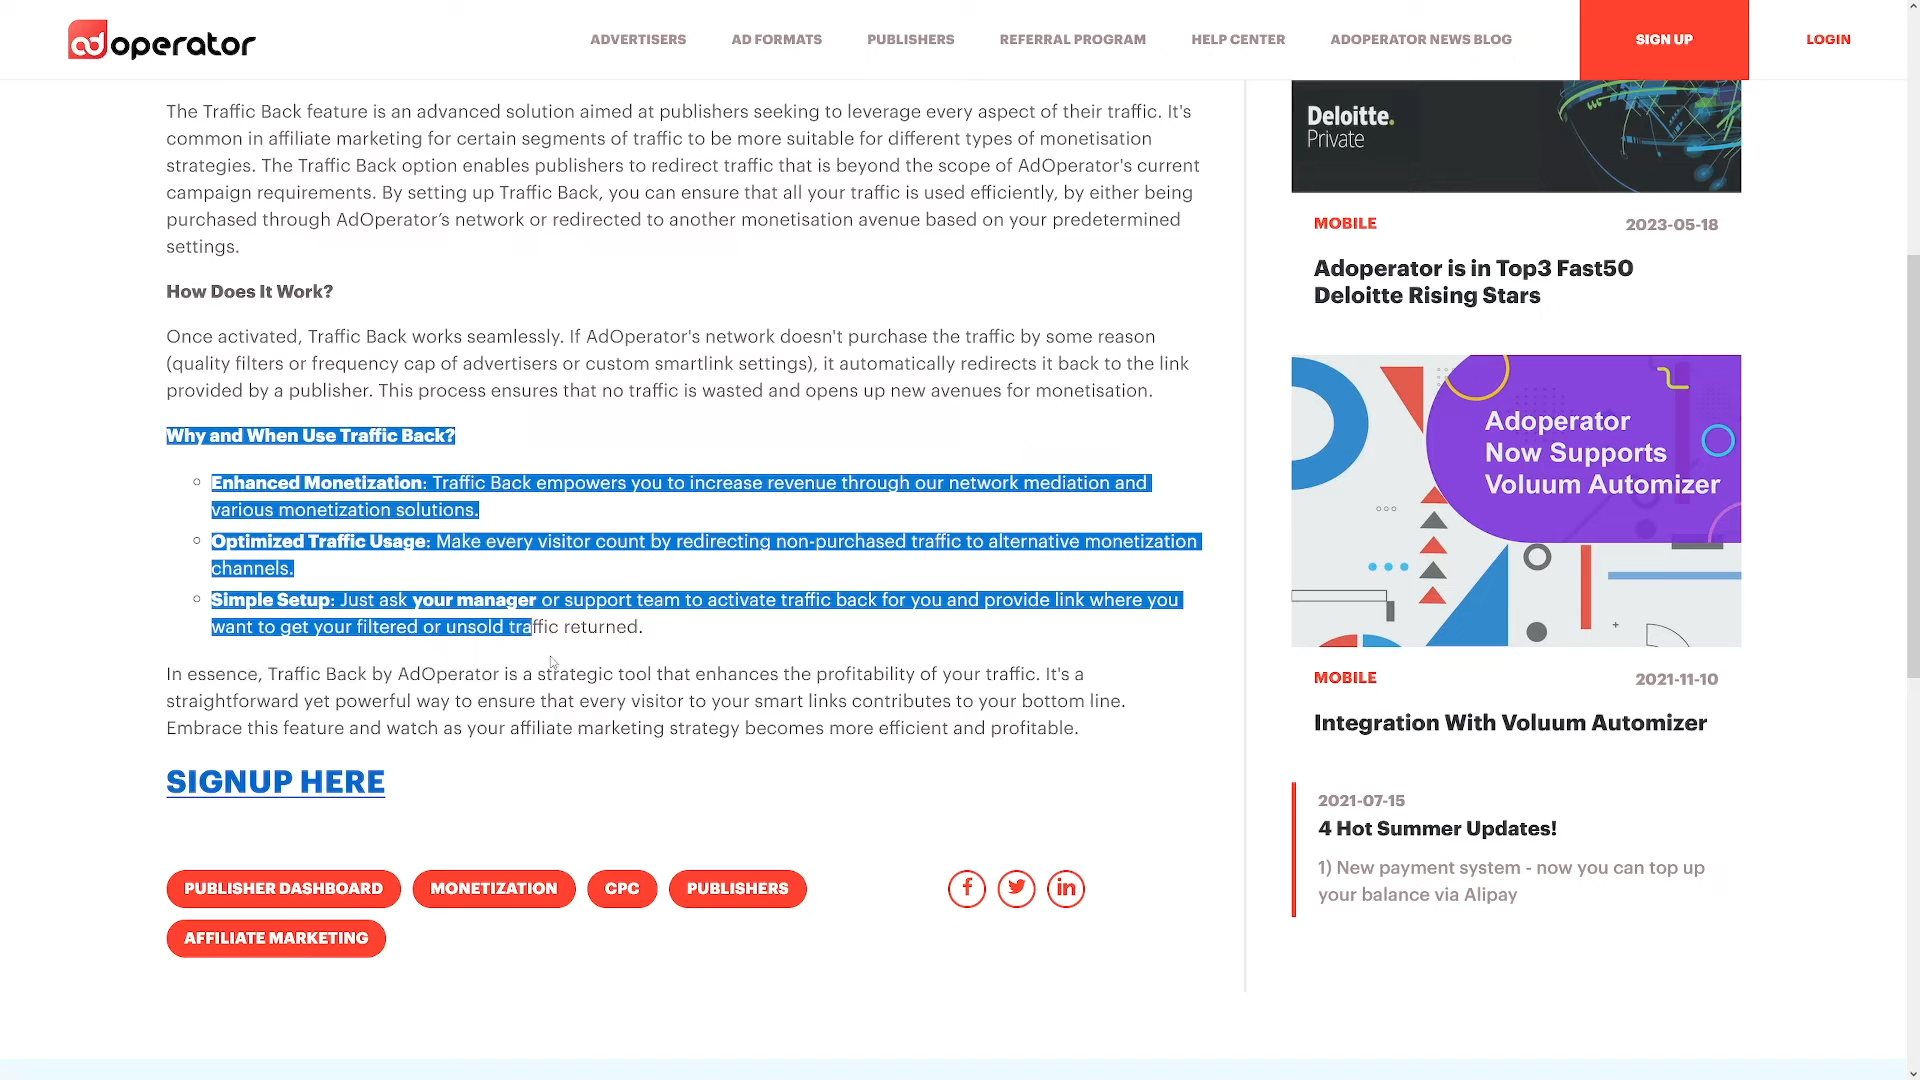 adoperator
ADVERTISERS AD FORMATS PUBLISHERS REFERRAL PROGRAM HELP CENTER ADOPERATOR NEWS BLOG SIGN UP LOGIN
The Traffic Back feature is an advanced solution aimed at publishers seeking to leverage every aspect of their traffic. It's
common in affiliate marketing for certain segments of traffic to be more suitable for different types of monetisation
strategies. The Traffic Back option enables publishers to redirect traffic that is beyond the scope of AdOperator's current
campaign requirements. By setting up Traffic Back, you can ensure that all your traffic is used efficiently, by either being
purchased through AdOperator’s network or redirected to another monetisation avenue based on your predetermined
settings.
How Does It Work?
Once activated, Traffic Back works seamlessly. If AdOperator's network doesn't purchase the traffic by some reason
(quality filters or frequency cap of advertisers or custom smartlink settings), it automatically redirects it back to the link
provided by a publisher. This process ensures that no traffic is wasted and opens up new avenues for monetisation.
Why and When Use Traffic Back?
Enhanced Monetization: Traffic Back empowers you to increase revenue through our network mediation and
various monetization solutions.
Optimized Traffic Usage: Make every visitor count by redirecting non-purchased traffic to alternative monetization
channels.
Simple Setup: Just ask your manager or support team to activate traffic back for you and provide link where you
want to get your filtered or unsold traffic returned.
In essence, Traffic Back by AdOperator is a strategic tool that enhances the profitability of your traffic. It's a
straightforward yet powerful way to ensure that every visitor to your smart links contributes to your bottom line.
Embrace this feature and watch as your affiliate marketing strategy becomes more efficient and profitable.
SIGNUP HERE
PUBLISHER DASHBOARD MONETIZATION CPC PUBLISHERS
AFFILIATE MARKETING
Deloitte.
Private
MOBILE 2023-05-18
Adoperator is in Top3 Fast50
Deloitte Rising Stars
Adoperator
Now Supports
Voluum Automizer
MOBILE 2021-11-10
Integration With Voluum Automizer
2021-07-15
4 Hot Summer Updates!
1) New payment system - now you can top up
your balance via Alipay